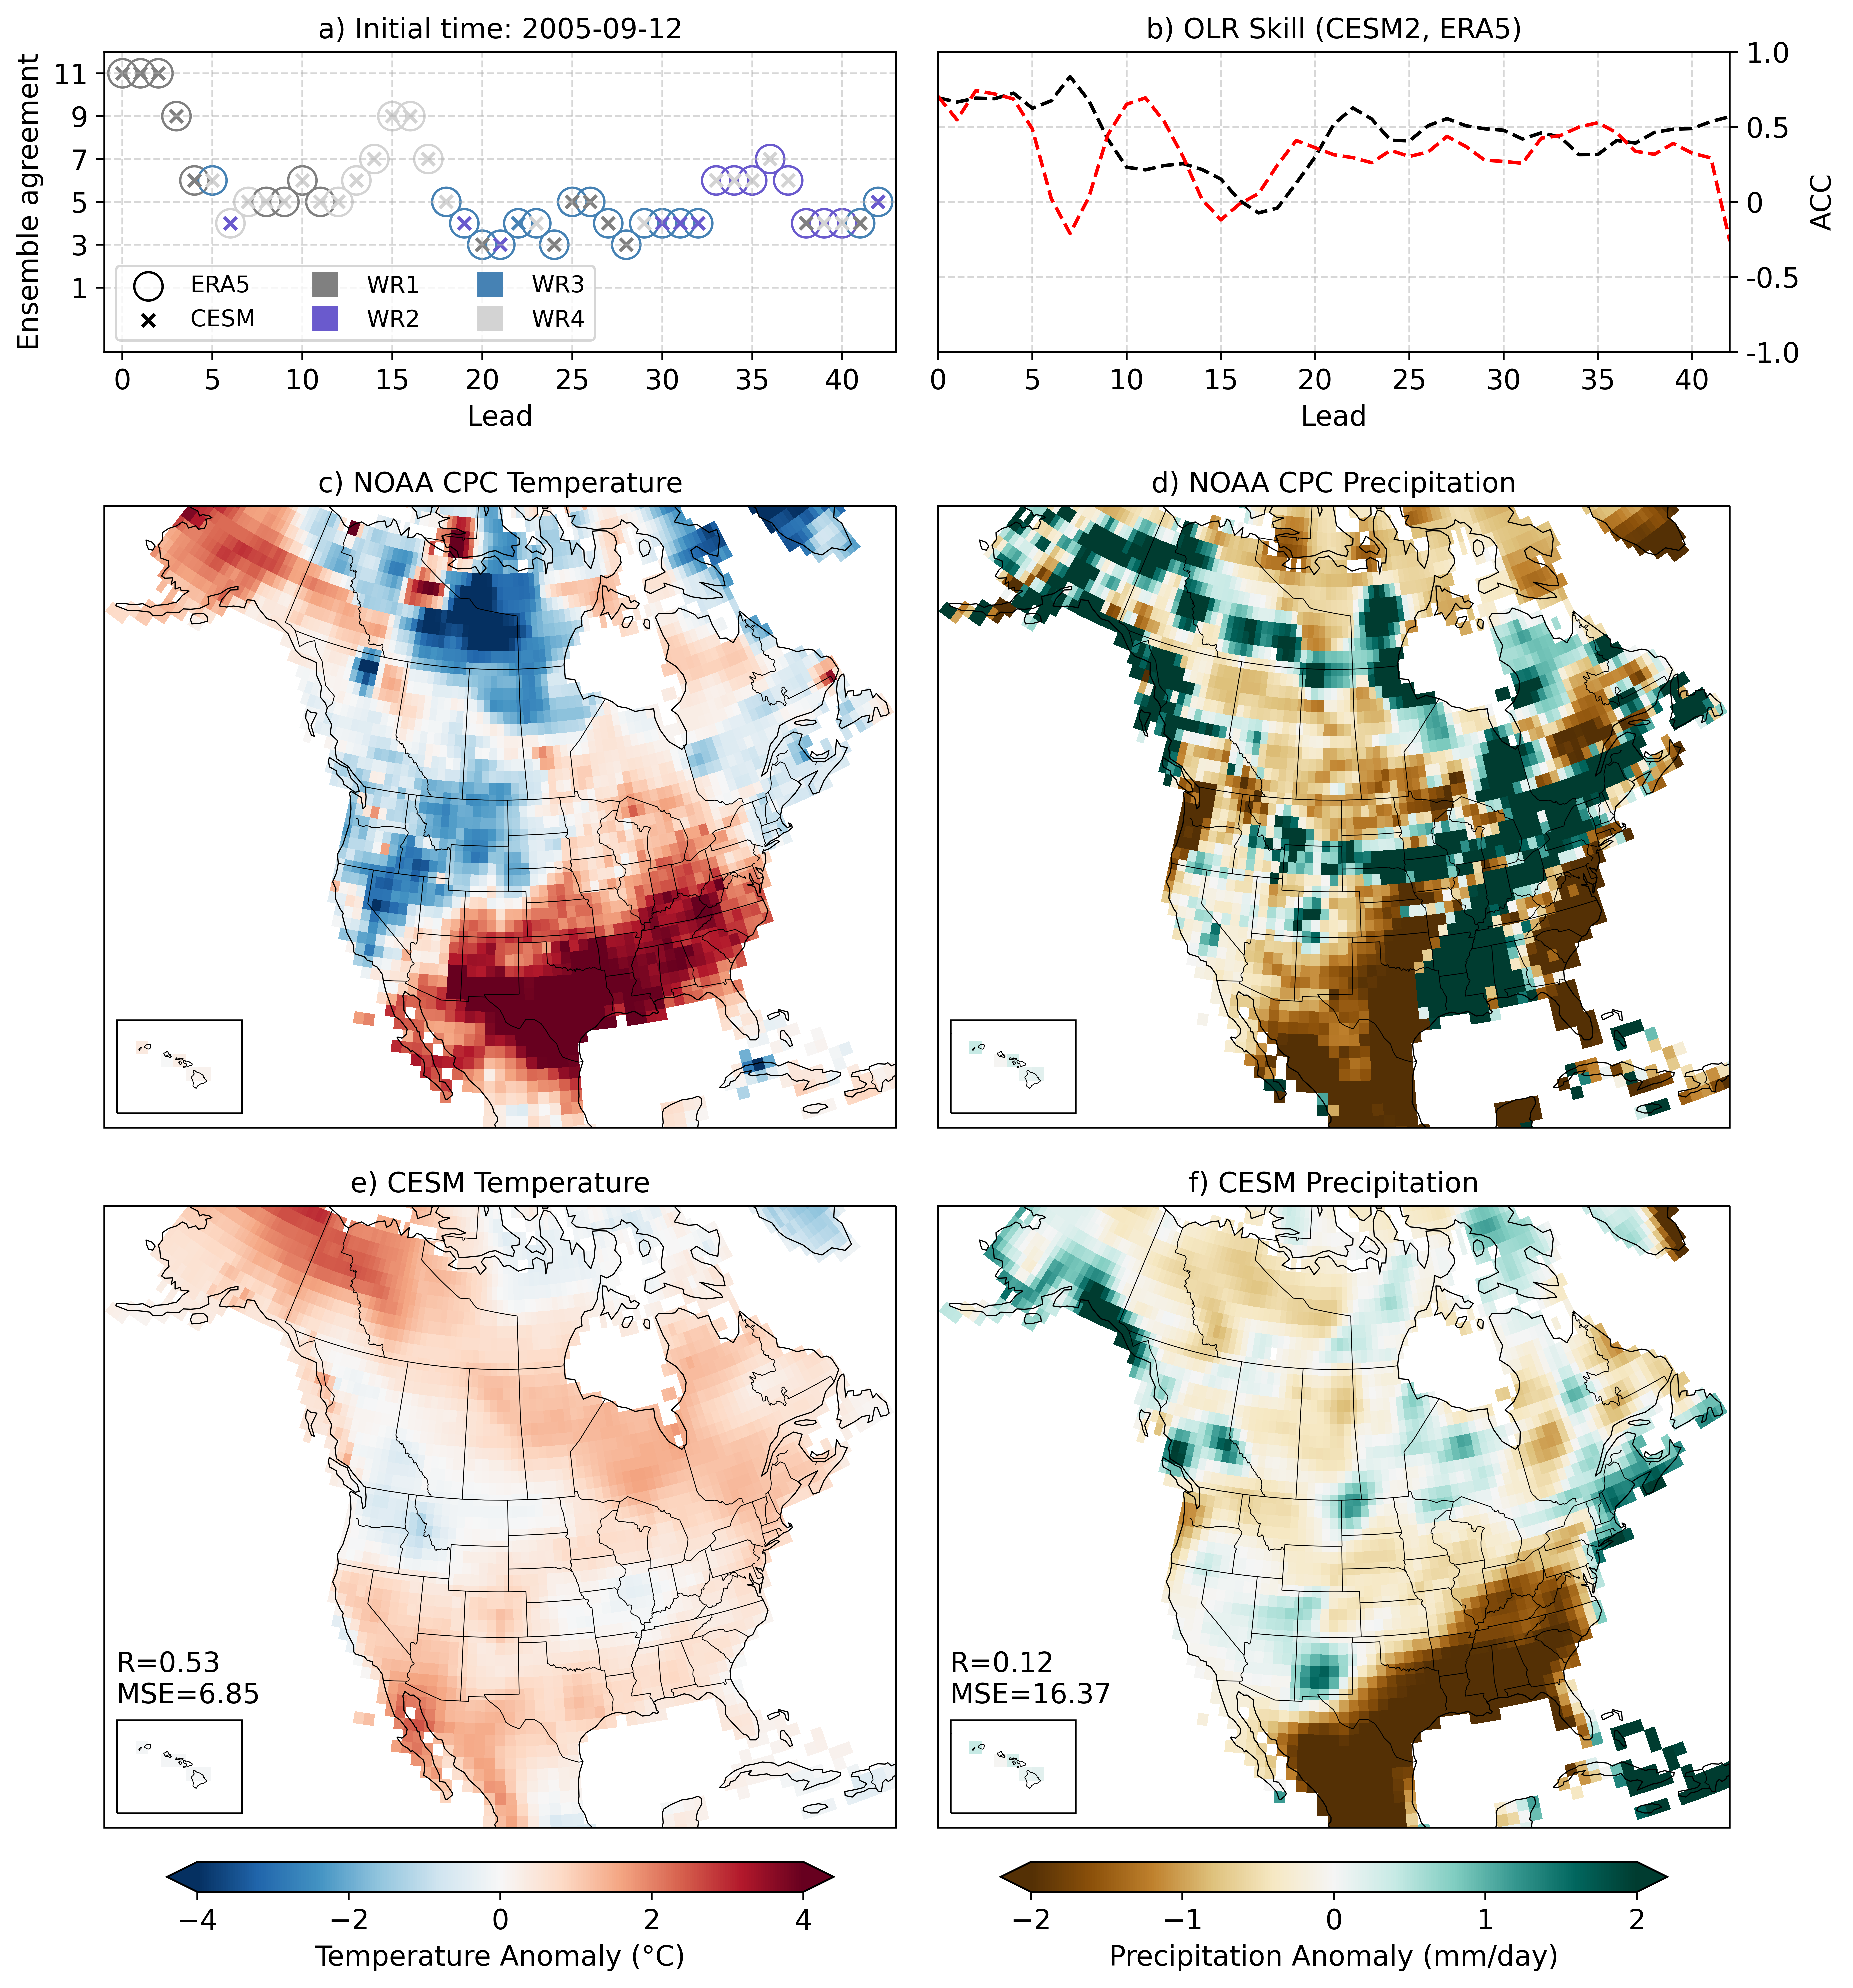 a) Initial time: 2005-09-12
Ensemble agreement
11
9
7
5
3
1
ERA5
WR1
WR3
CESM
WR2
WR4
0 5 10 15 20 25 30 35 40
Lead
b) OLR Skill (CESM2, ERA5)
1.0
0.5
0
-0.5
-1.0
ACC
0 5 10 15 20 25 30 35 40
Lead
c) NOAA CPC Temperature
d) NOAA CPC Precipitation
e) CESM Temperature
R=0.53
MSE=6.85
f) CESM Precipitation
R=0.12
MSE=16.37
−4 −2 0 2 4
Temperature Anomaly (°C)
−2 −1 0 1 2
Precipitation Anomaly (mm/day)